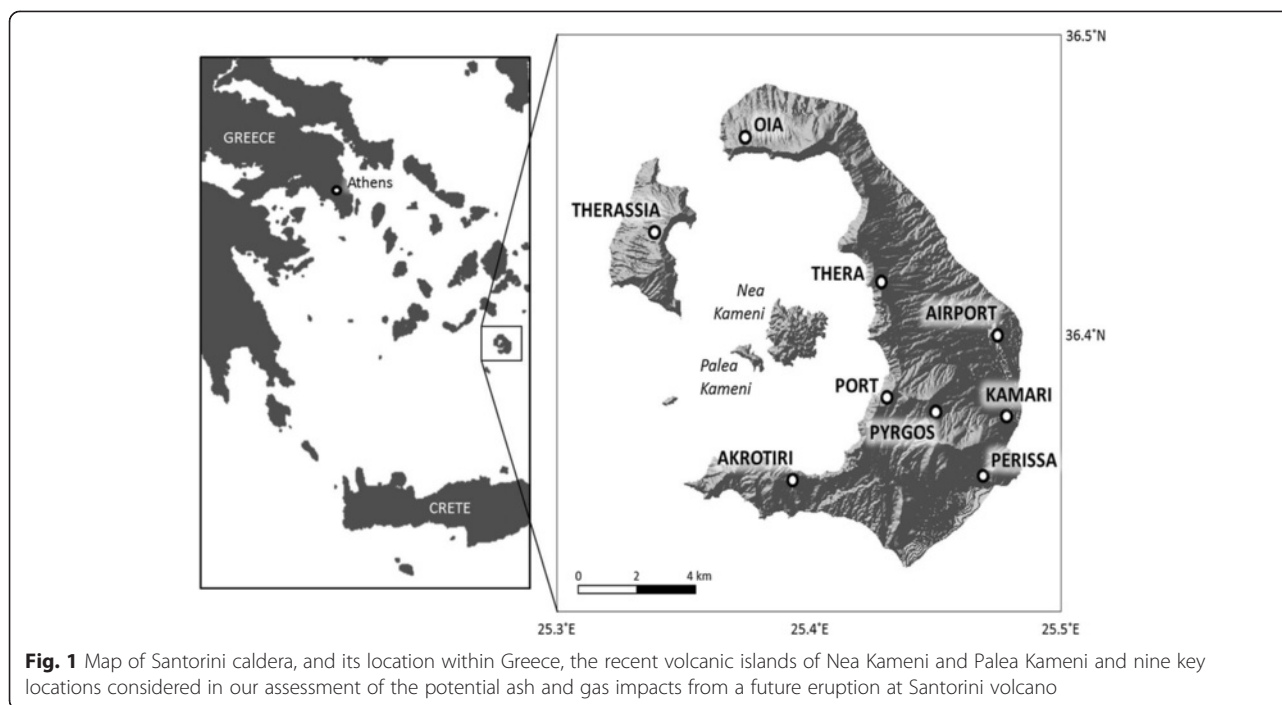 36.5°N
GREECE
Athens
CRETE
OIA
THERASSIA
THERA
Nea
Kameni
AIRPORT
36.4°N
Palea
Kameni
PORT
KAMARI
PYRGOS
AKROTIRI
PERISSA
0 2 4 km
25.3°E 25.4°E 25.5°E
Fig. 1 Map of Santorini caldera, and its location within Greece, the recent volcanic islands of Nea Kameni and Palea Kameni and nine key
locations considered in our assessment of the potential ash and gas impacts from a future eruption at Santorini volcano